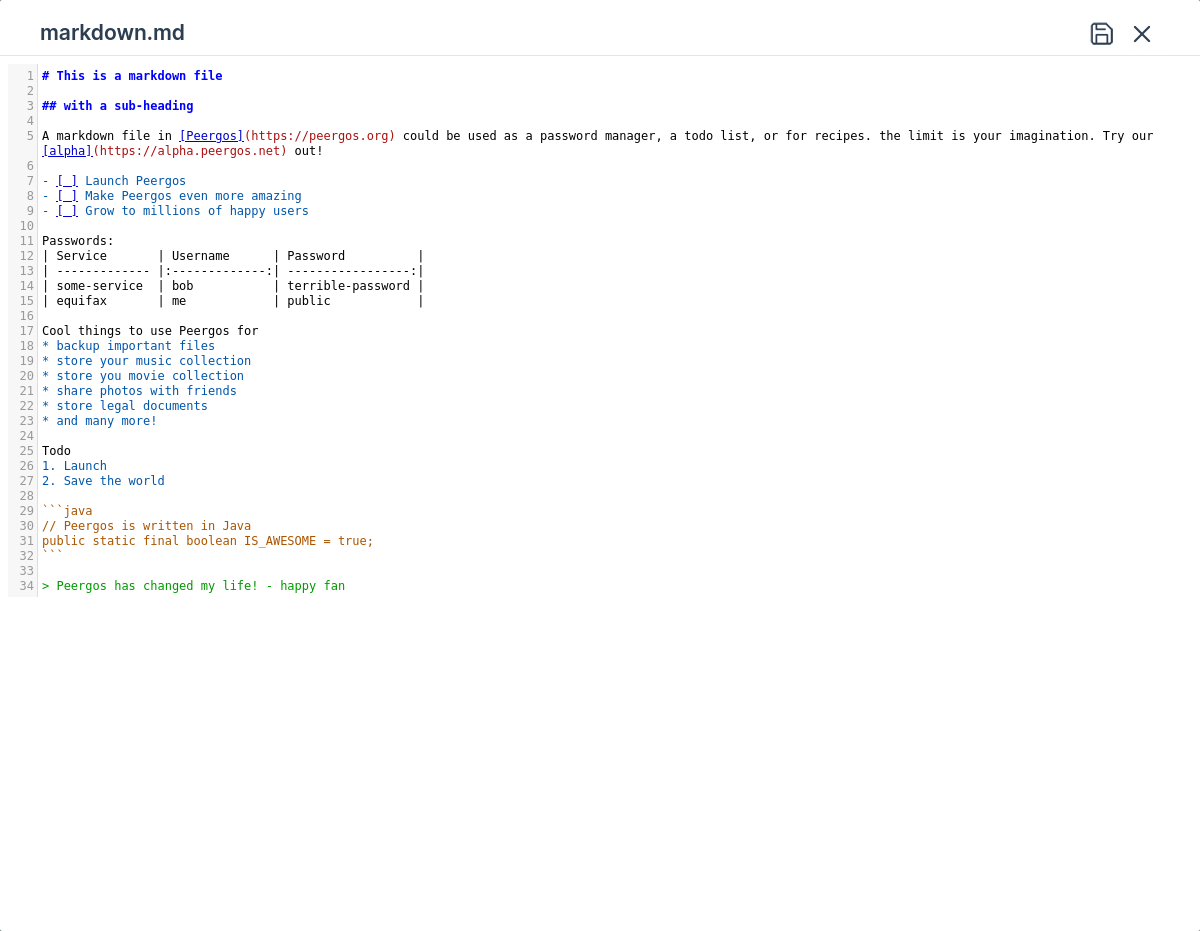 markdown.md
1 # This is a markdown file
2
3 ## with a sub-heading
4
5 A markdown file in [Peergos](https://peergos.org) could be used as a password manager, a todo list, or for recipes. the limit is your imagination. Try our
[alpha](https://alpha.peergos.net) out!
6
7 - [ ] Launch Peergos
8 - [ ] Make Peergos even more amazing
9 - [ ] Grow to millions of happy users
10
11 Passwords:
12 | Service       | Username      | Password          |
13 | ------------- |:-------------:| -----------------:|
14 | some-service  | bob           | terrible-password |
15 | equifax       | me            | public            |
16
17 Cool things to use Peergos for
18 * backup important files
19 * store your music collection
20 * store you movie collection
21 * share photos with friends
22 * store legal documents
23 * and many more!
24
25 Todo
26 1. Launch
27 2. Save the world
28
29 ```java
30 // Peergos is written in Java
31 public static final boolean IS_AWESOME = true;
32 ```
33
34 > Peergos has changed my life! - happy fan